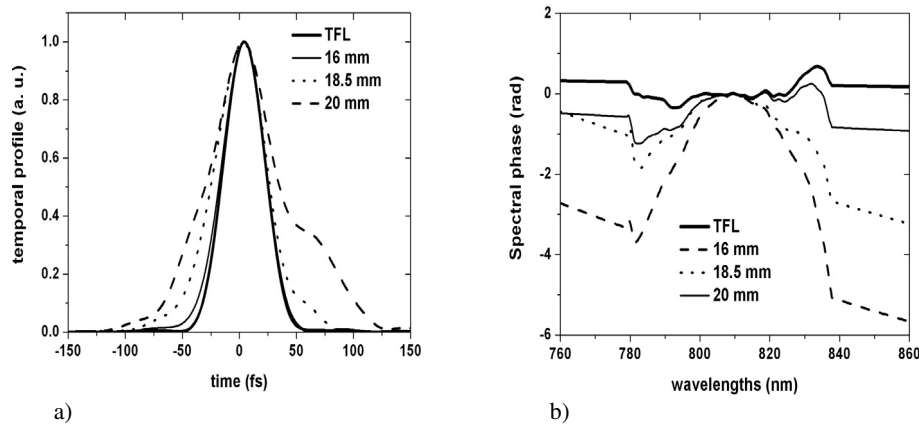 TFL
16 mm
18.5 mm
20 mm
temporal profile (a. u.)
1.0
0.8
0.6
0.4
0.2
0.0
-150 -100 -50 0 50 100 150
time (fs)
a)
Spectral phase (rad)
2
0
-2
-4
-6
TFL
16 mm
18.5 mm
20 mm
760 780 800 820 840 860
wavelengths (nm)
b)